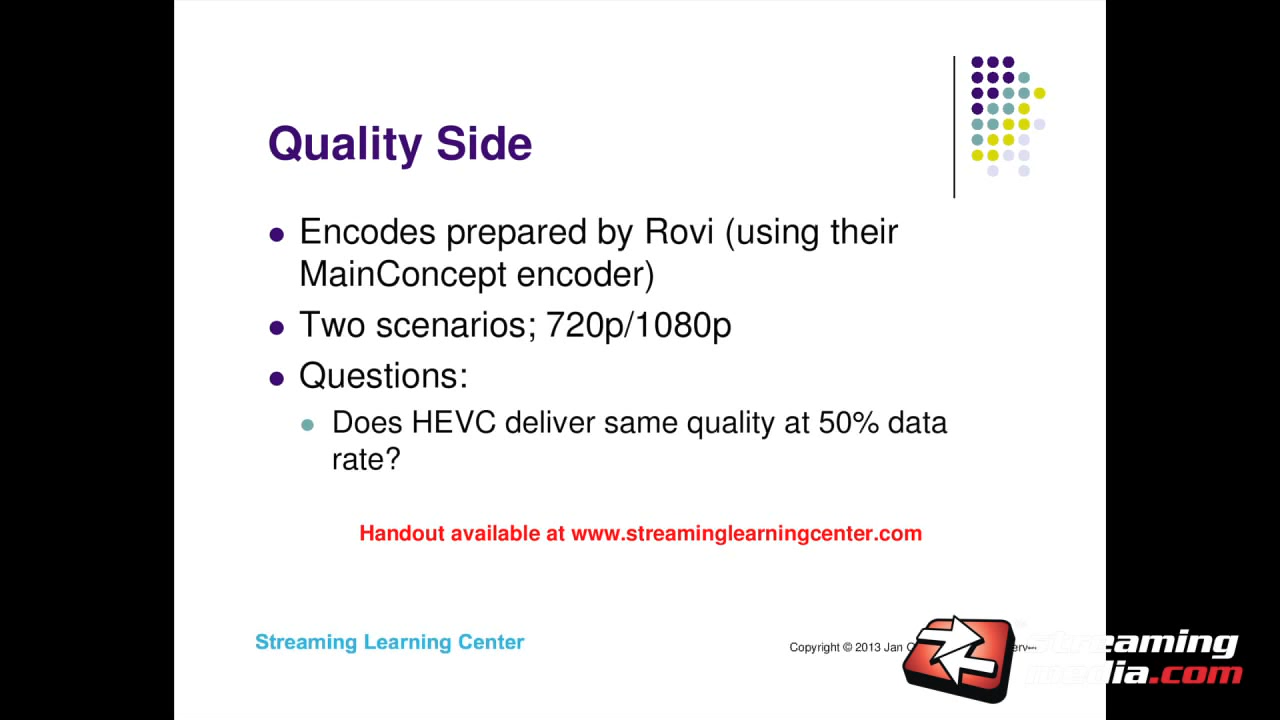 Quality Side
Encodes prepared by Rovi (using their
MainConcept encoder)
Two scenarios; 720p/1080p
Questions:
Does HEVC deliver same quality at 50% data
rate?
Handout available at www.streaminglearningcenter.com
Streaming Learning Center
Copyright © 2013 Jan
streaming
media.com